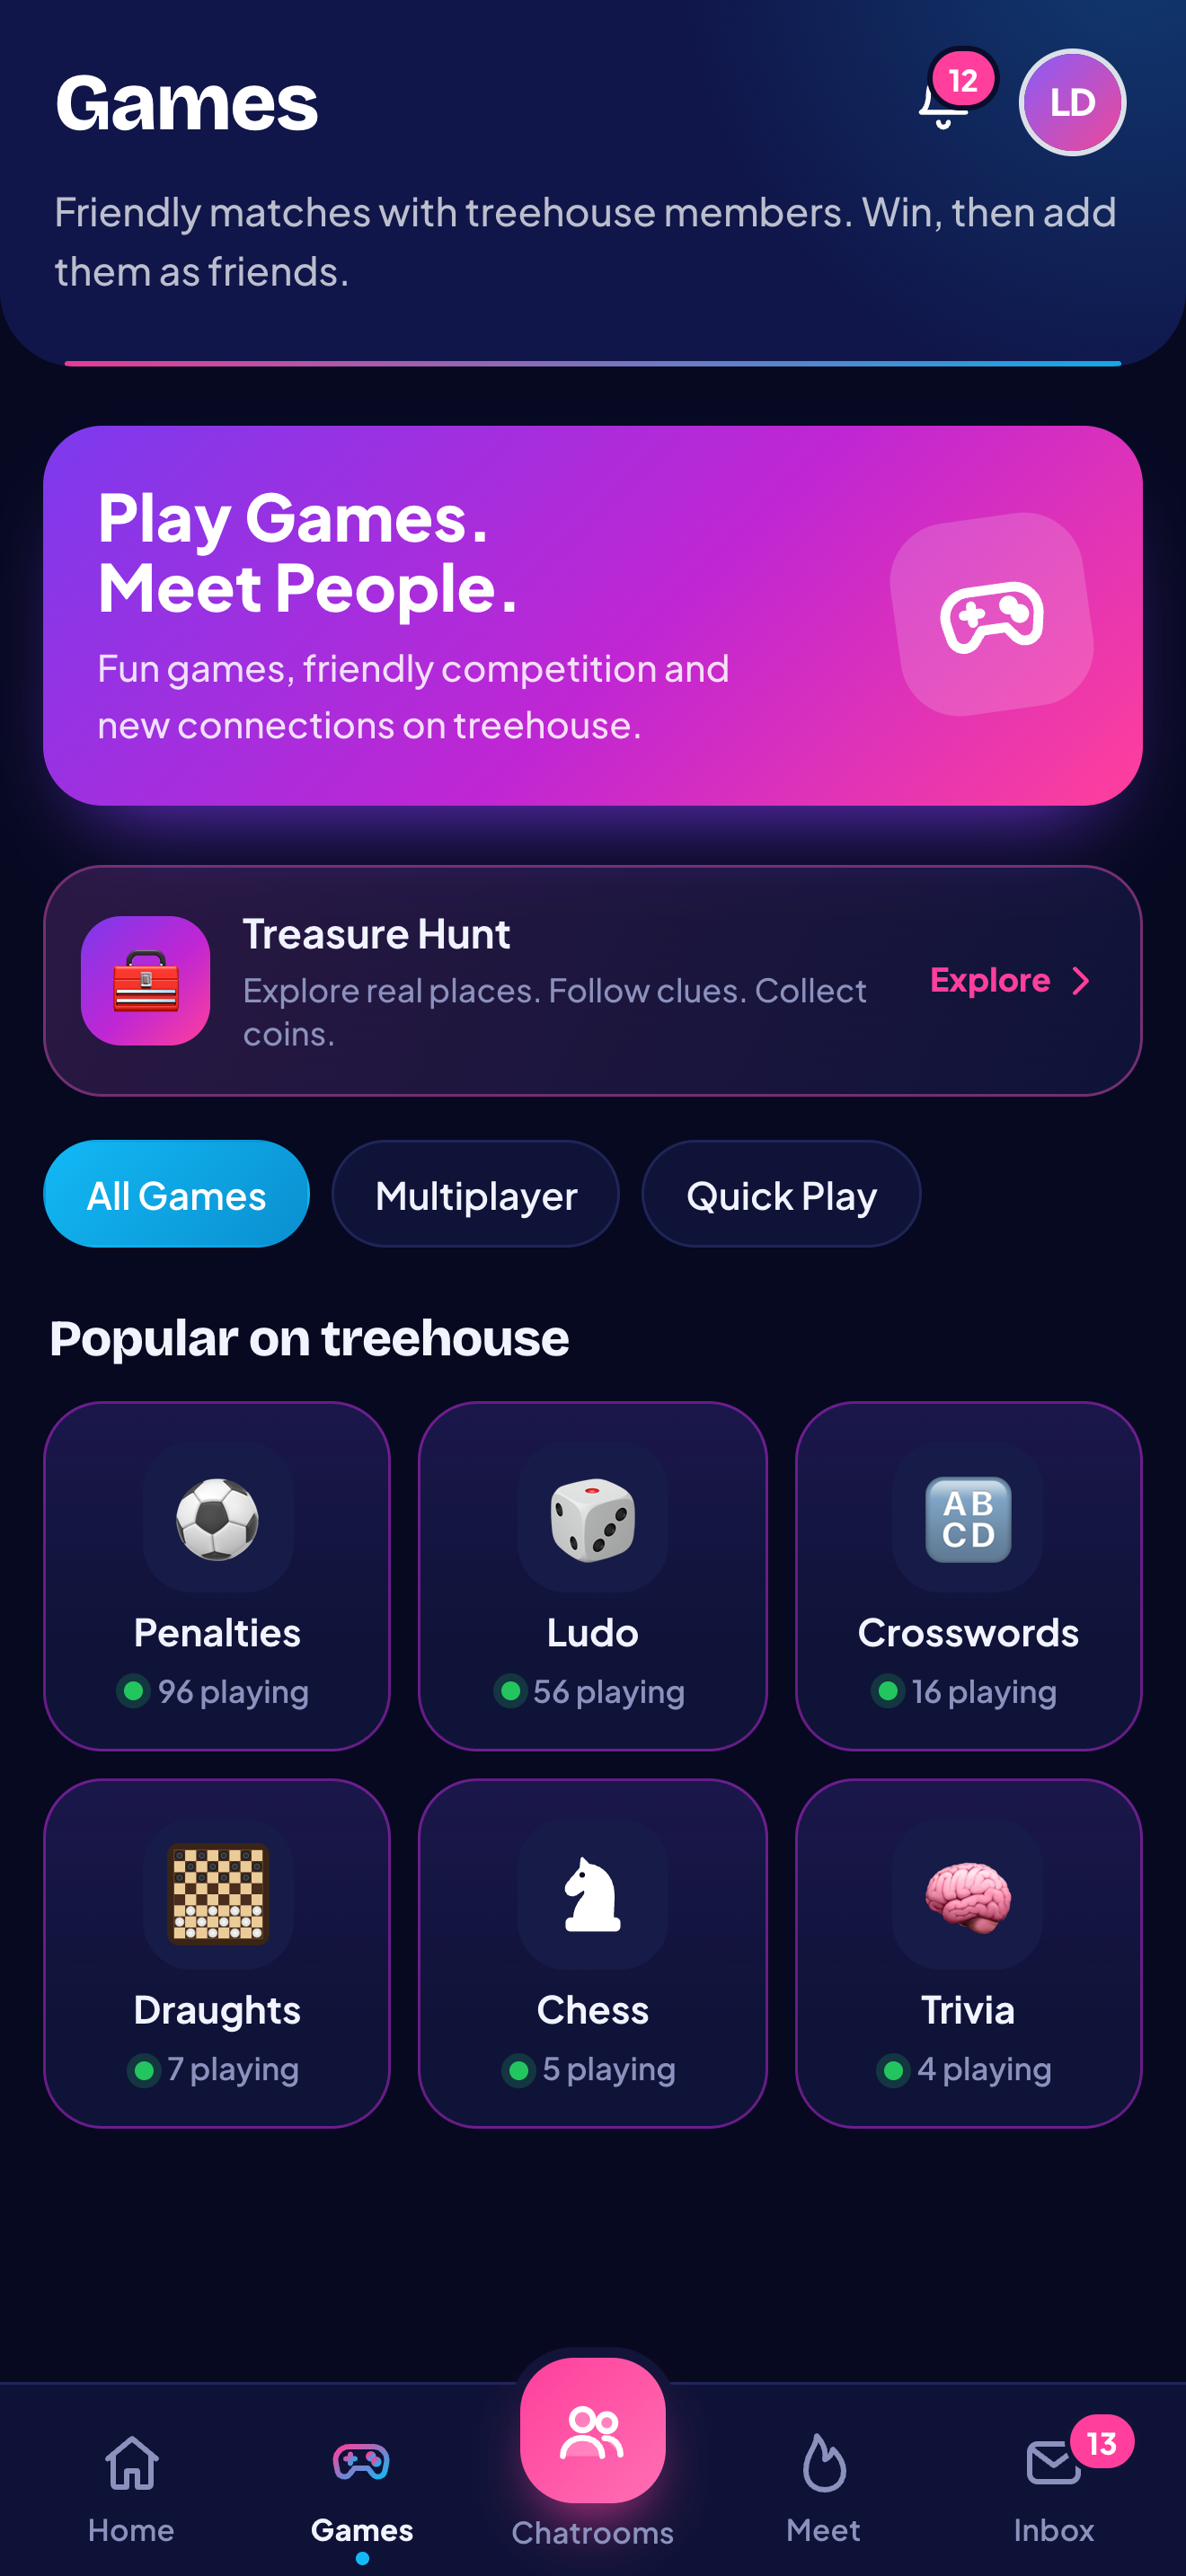 Games
12
LD
Friendly matches with treehouse members. Win, then add
them as friends.
Play Games.
Meet People.
Fun games, friendly competition and
new connections on treehouse.
Treasure Hunt
Explore real places. Follow clues. Collect
coins.
Explore
All Games
Multiplayer
Quick Play
Popular on treehouse
AB
CD
Penalties
Ludo
Crosswords
96 playing
56 playing
16 playing
Draughts
Chess
Trivia
7 playing
5 playing
4 playing
13
Home
Games
Chatrooms
Meet
Inbox